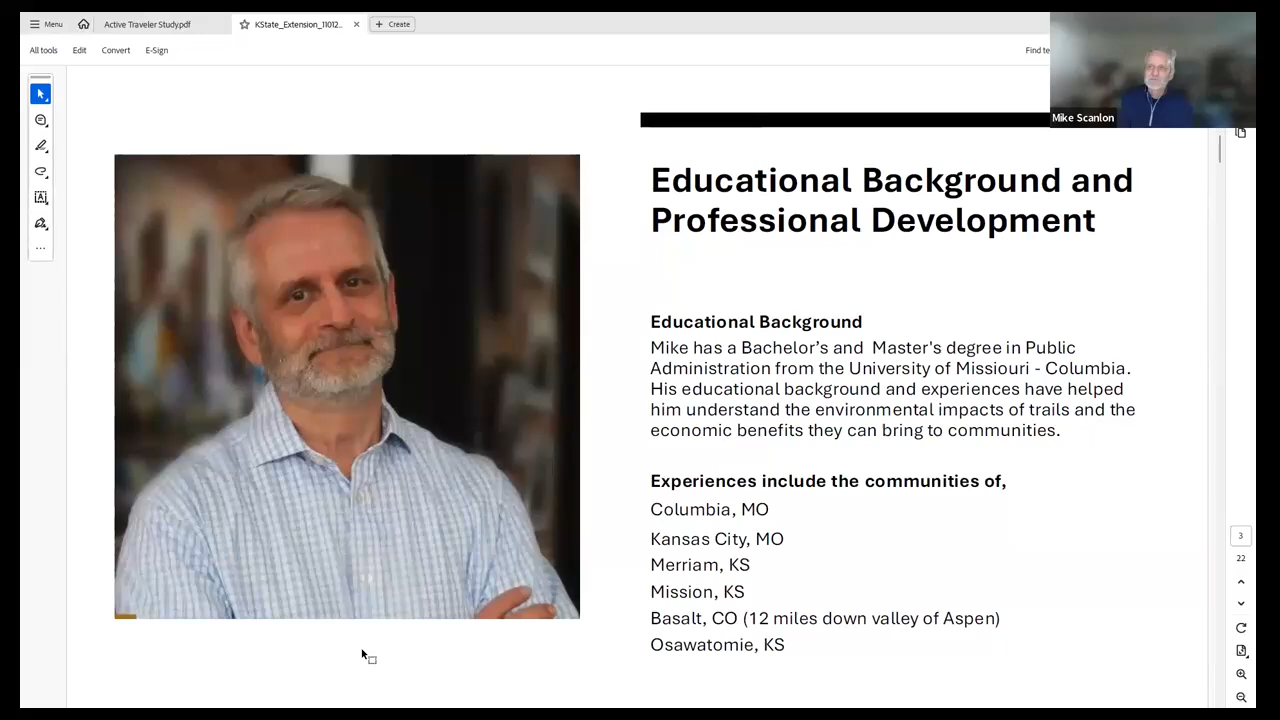 Menu
Active Traveler Study.pdf
KState_Extension_11012...
Create
All tools
Edit
Convert
E-Sign
Find te
Mike Scanlon
Educational Background and
Professional Development
Educational Background
Mike has a Bachelor’s and  Master's degree in Public
Administration from the University of Missiouri - Columbia.
His educational background and experiences have helped
him understand the environmental impacts of trails and the
economic benefits they can bring to communities.
Experiences include the communities of,
Columbia, MO
Kansas City, MO
Merriam, KS
Mission, KS
Basalt, CO (12 miles down valley of Aspen)
Osawatomie, KS
3
22